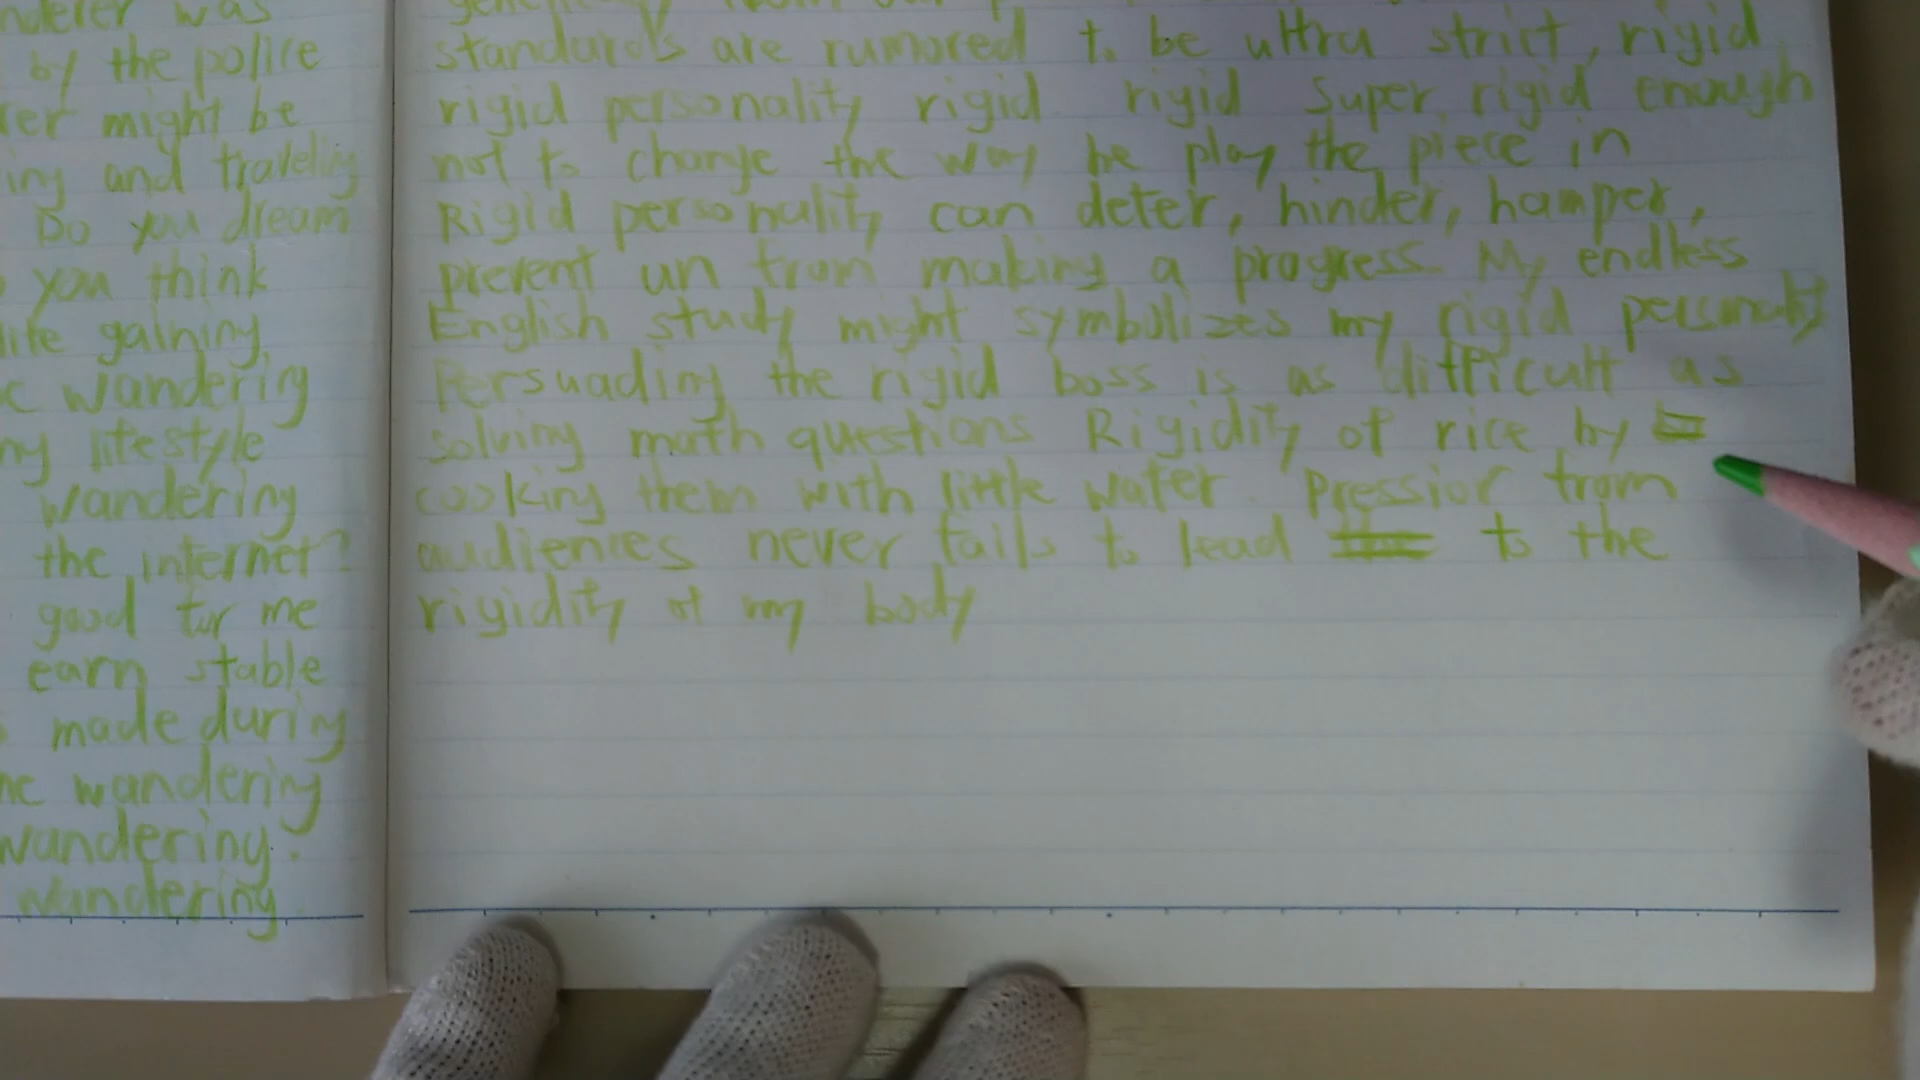 nderer was
by the police
rer might be
ing and traveling
Do you dream
you think
life gaining
c wandering
my lifestyle
wandering
the internet?
good for me
earn stable
made during
ne wandering
wandering.
wandering.
standards are rumored to be ultra strict, rigid
rigid personality rigid rigid super rigid enough
not to change the way he play the piece in
Rigid personality can deter, hinder, hamper,
prevent un from making a progress. My endless
English study might symbolizes my rigid personality
Persuading the rigid boss is as difficult as
solving math questions Rigidity of rice by
cooking them with little water. Pressior from
audiences never fails to lead to the
rigidity of my body